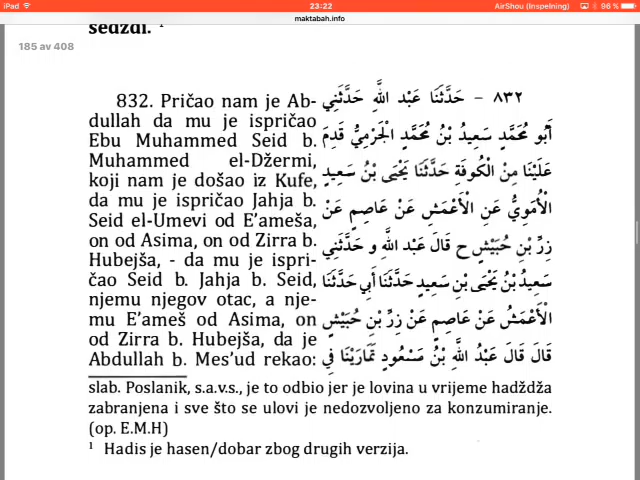 iPad
23:22
AirShou (Inspelning)
96 %
maktabah.info
sedždi. ¹
185 av 408
832. Pričao nam je Ab-
dullah da mu je ispričao
Ebu Muhammed Seid b.
Muhammed el-Džermi,
koji nam je došao iz Kufe,
da mu je ispričao Jahja b.
Seid el-Umevi od E'ameša,
on od Asima, on od Zirra b.
Hubejša, - da mu je ispri-
čao Seid b. Jahja b. Seid,
njemu njegov otac, a nje-
mu E'ameš od Asima, on
od Zirra b. Hubejša, da je
Abdullah b. Mes'ud rekao:
٨٣٢ – حَدَّثَنَا عَبْد اللَّهِ حَدَّثَنِي
أَبُو مُحَمَّدٍ سَعِيدُ بْنُ مُحَمَّدٍ الْجَرْمِيُّ قَدِمَ
عَلَيْنَا مِنْ الْكُوفَةِ حَدَّثَنَا يَحْيَى بْنُ سَعِيدٍ
الْأُمَوِيُّ عَنِ الْأَعْمَشِ عَنْ عَاصِمٍ عَنْ
زِرِّ بْنِ حُبَيْشٍ ح قَالَ عَبْد اللَّهِ و حَدَّثَنِي
سَعِيدُ بْنُ يَحْيَى بْنِ سَعِيدٍ حَدَّثَنَا أَبِي حَدَّثَنَا
الْأَعْمَشُ عَنْ عَاصِمٍ عَنْ زِرِّ بْنِ حُبَيْشٍ
قَالَ قَالَ عَبْدُ اللَّهِ بْنُ مَسْعُودٍ تَمَارَيْنَا فِي
slab. Poslanik, s.a.v.s., je to odbio jer je lovina u vrijeme hadždža
zabranjena i sve što se ulovi je nedozvoljeno za konzumiranje.
(op. E.M.H)
¹ Hadis je hasen/dobar zbog drugih verzija.